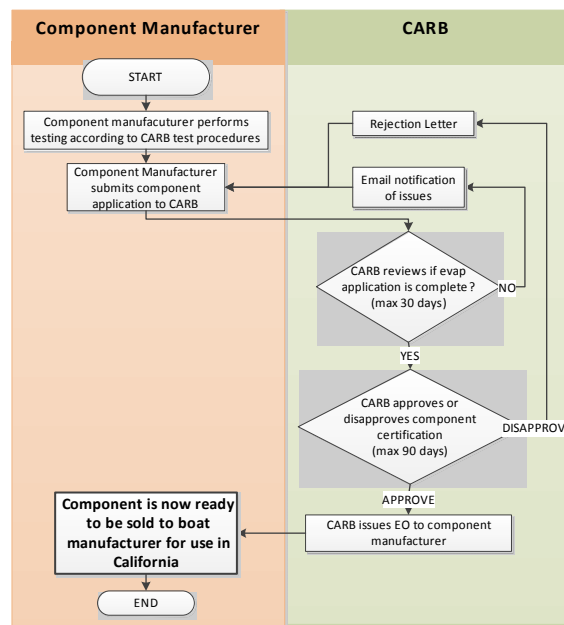 Component Manufacturer
CARB
START
Component manufacuturer performs
testing according to CARB test procedures
Rejection Letter
Component Manufacturer
submits component
application to CARB
Email notification
of issues
CARB reviews if evap
application is complete?
(max 30 days)
NO
YES
CARB approves or
disapproves component
certification
(max 90 days)
DISAPPROV
APPROVE
CARB issues EO to component
manufacturer
Component is now ready
to be sold to boat
manufacturer for use in
California
END